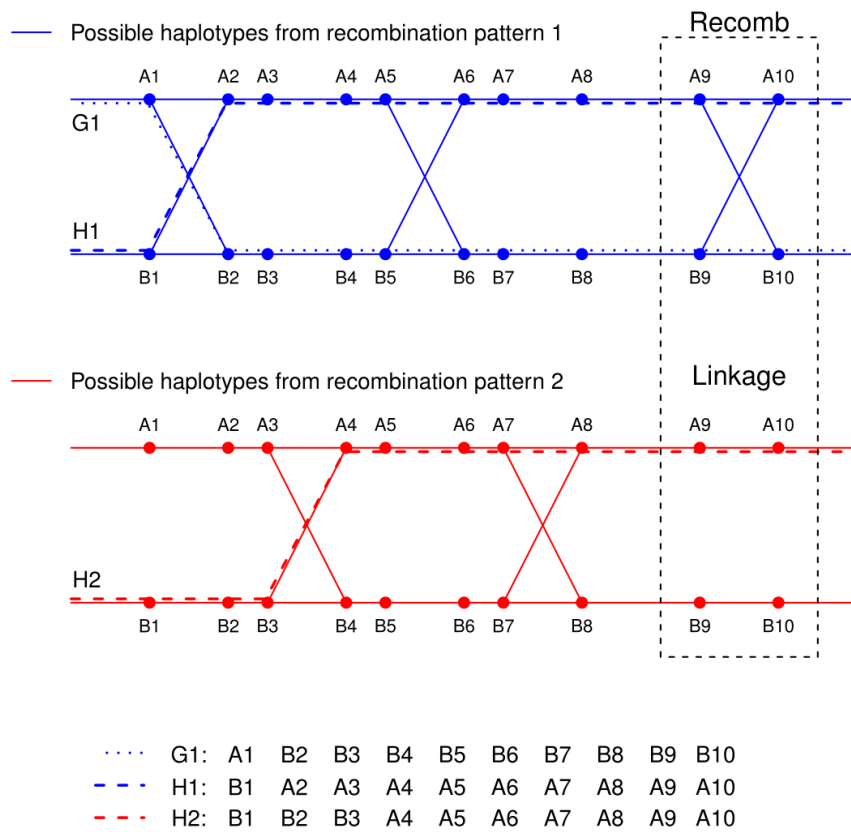 Possible haplotypes from recombination pattern 1
Recomb
A1 A2 A3 A4 A5 A6 A7 A8 A9 A10
G1
H1
B1 B2 B3 B4 B5 B6 B7 B8 B9 B10
Possible haplotypes from recombination pattern 2
Linkage
A1 A2 A3 A4 A5 A6 A7 A8 A9 A10
H2
B1 B2 B3 B4 B5 B6 B7 B8 B9 B10
G1: A1 B2 B3 B4 B5 B6 B7 B8 B9 B10
H1: B1 A2 A3 A4 A5 A6 A7 A8 A9 A10
H2: B1 B2 B3 A4 A5 A6 A7 A8 A9 A10